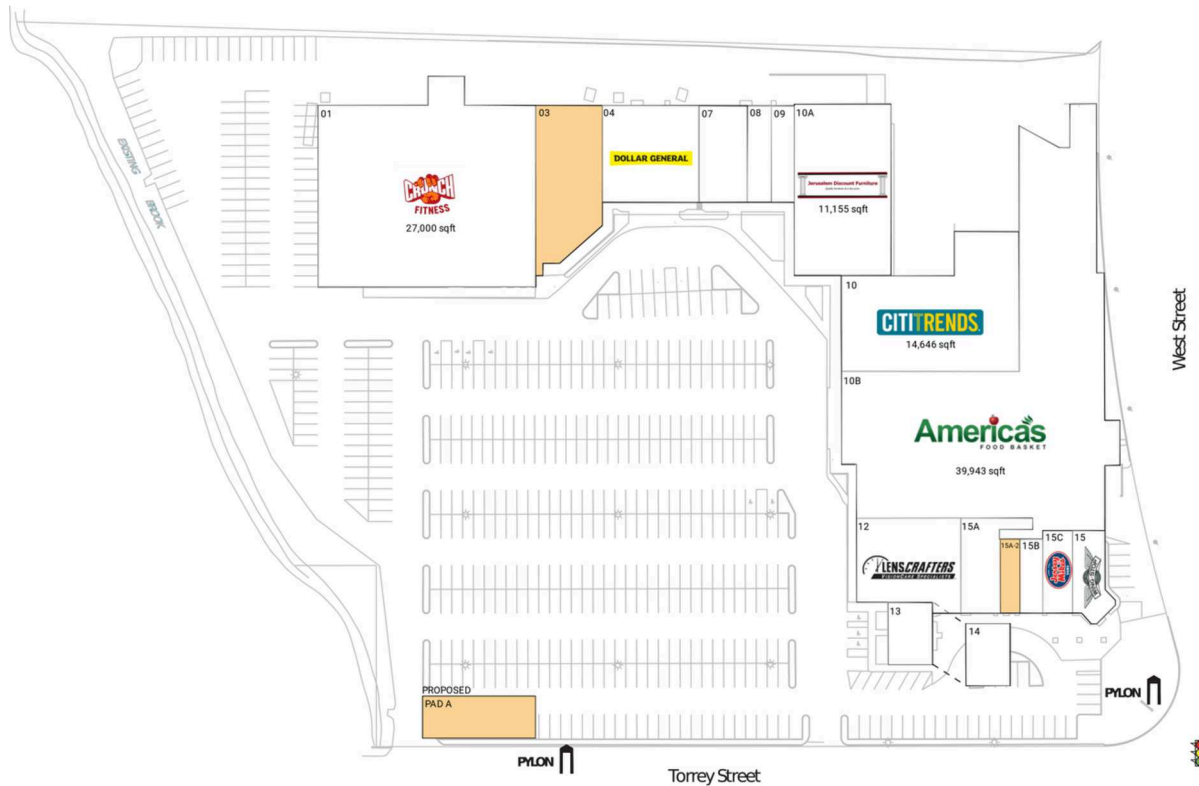 01
03
04
07
08
09
10A
DOLLAR GENERAL
CRUNCH
FITNESS
27,000 sqft
Jerusalem Discount Furniture
11,155 sqft
EXISTING
BROOK
10
CITITRENDS.
14,646 sqft
West Street
10B
America's
FOOD BASKET
39,943 sqft
12
15A
15A-2
15B
15C
15
LENSCRAFTERS
VISIONCARE SPECIALISTS
13
14
PROPOSED
PAD A
PYLON
PYLON
Torrey Street